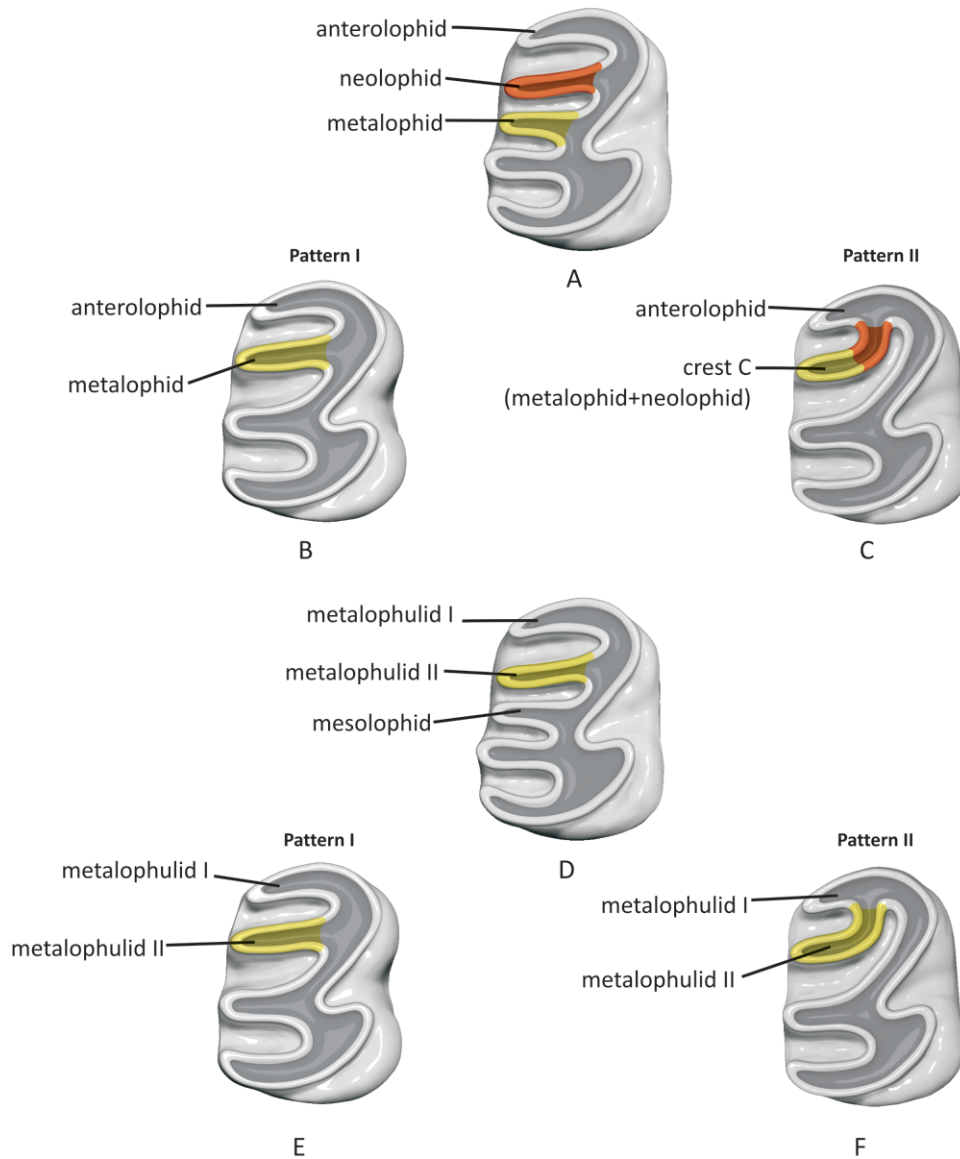 anterolophid
neolophid
metalophid
A
Pattern I
anterolophid
metalophid
B
Pattern II
anterolophid
crest C
(metalophid+neolophid)
C
metalophulid I
metalophulid II
mesolophid
D
Pattern I
metalophulid I
metalophulid II
E
Pattern II
metalophulid I
metalophulid II
F